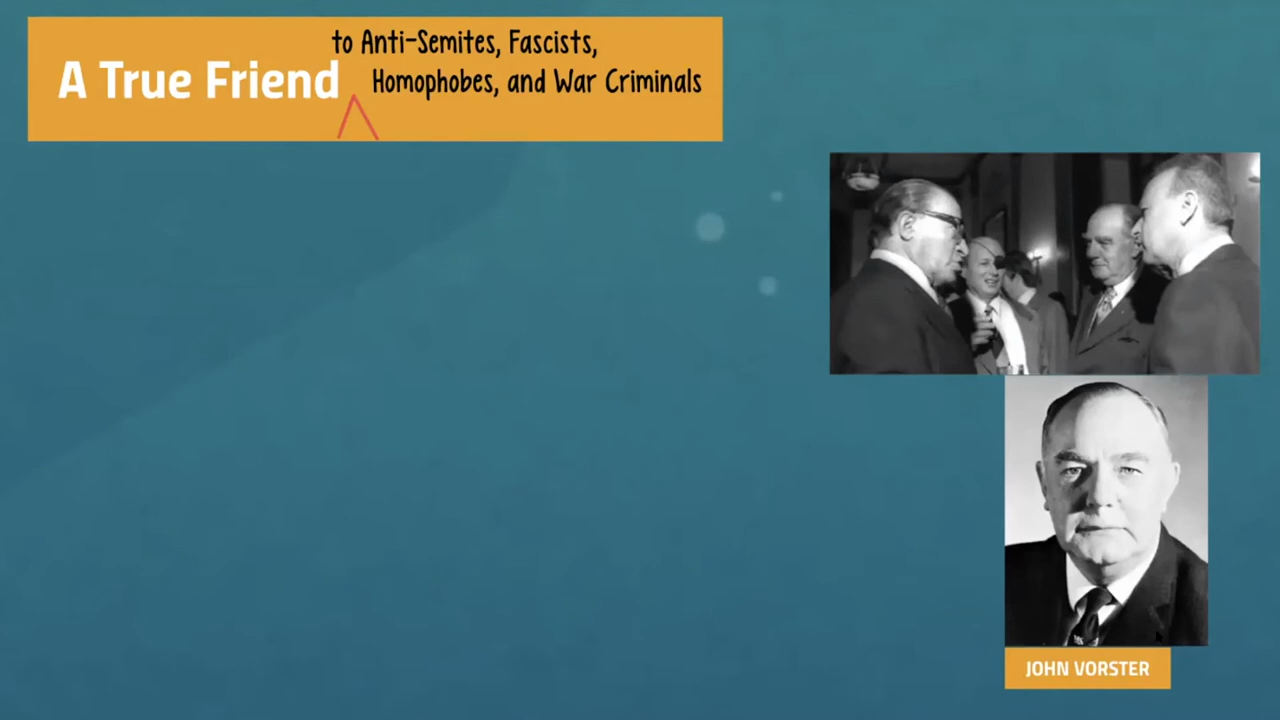 to Anti-Semites, Fascists,
A True Friend Homophobes, and War Criminals
JOHN VORSTER